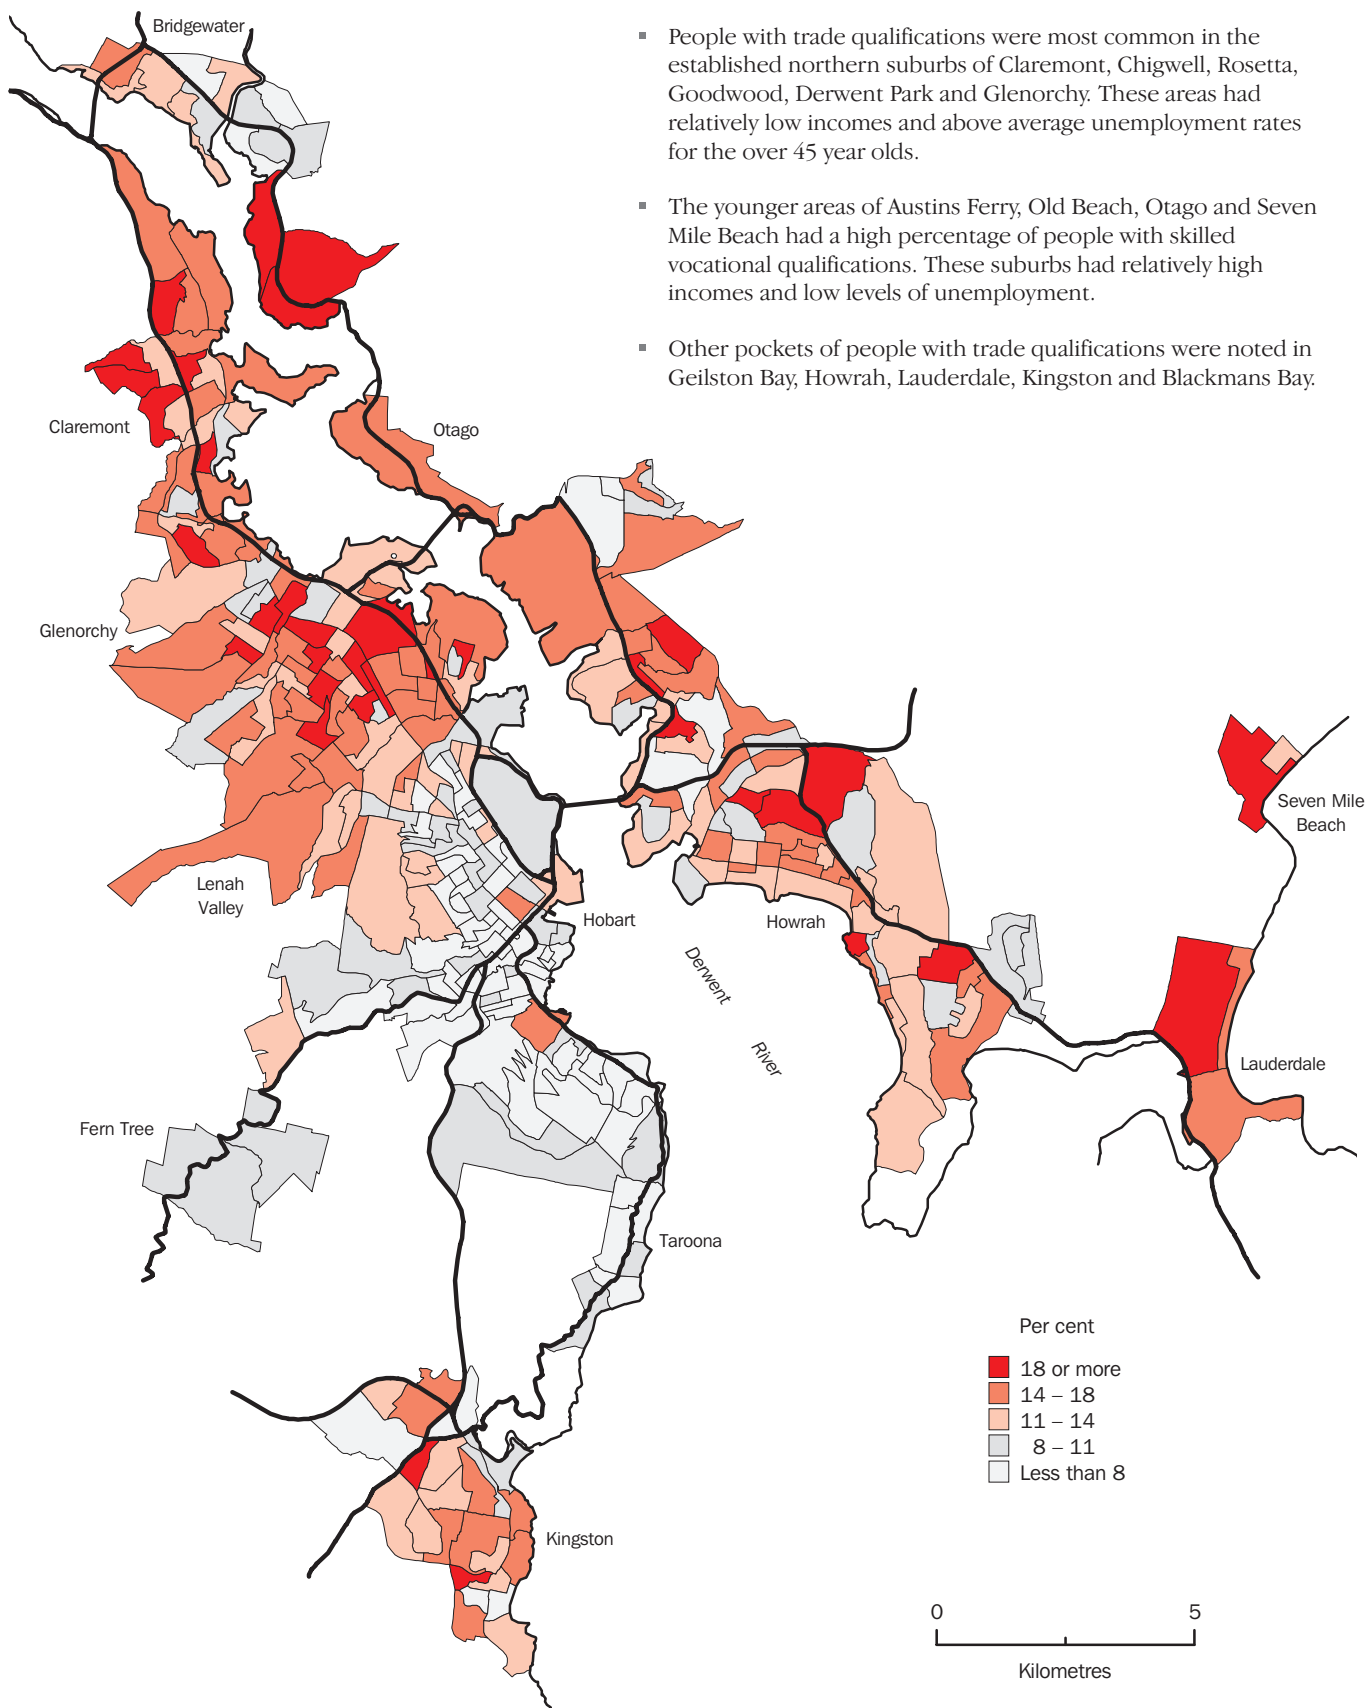 Bridgewater
▪ People with trade qualifications were most common in the
established northern suburbs of Claremont, Chigwell, Rosetta,
Goodwood, Derwent Park and Glenorchy. These areas had
relatively low incomes and above average unemployment rates
for the over 45 year olds.
▪ The younger areas of Austins Ferry, Old Beach, Otago and Seven
Mile Beach had a high percentage of people with skilled
vocational qualifications. These suburbs had relatively high
incomes and low levels of unemployment.
▪ Other pockets of people with trade qualifications were noted in
Geilston Bay, Howrah, Lauderdale, Kingston and Blackmans Bay.
Claremont
Otago
Glenorchy
Seven Mile
Beach
Lenah
Valley
Hobart
Howrah
Derwent
River
Lauderdale
Fern Tree
Taroona
Per cent
18 or more
14 – 18
11 – 14
8 – 11
Less than 8
Kingston
0 5
Kilometres